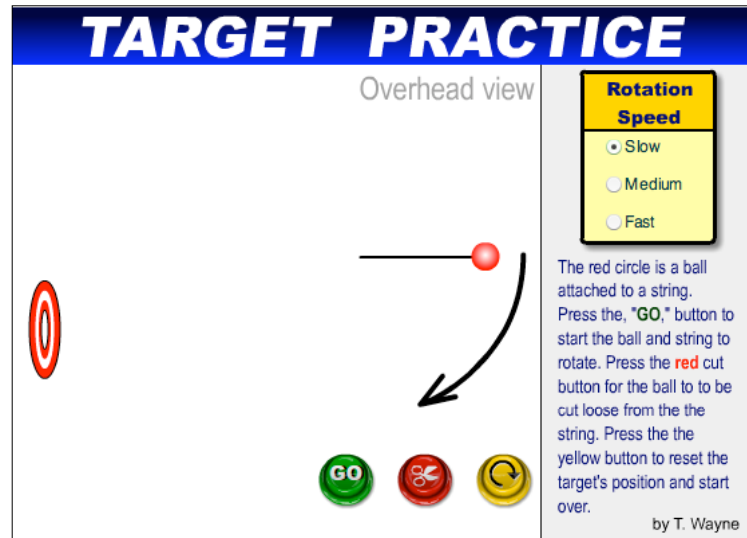 TARGET PRACTICE
Overhead view
Rotation
Speed
Slow
Medium
Fast
The red circle is a ball
attached to a string.
Press the, "GO," button to
start the ball and string to
rotate. Press the red cut
button for the ball to to be
cut loose from the the
string. Press the the
yellow button to reset the
target's position and start
over.
by T. Wayne
GO